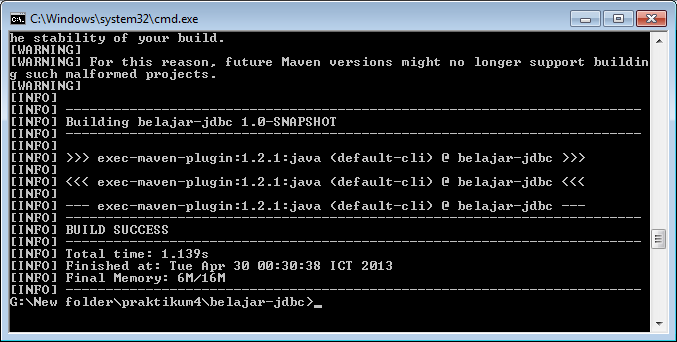 C:\Windows\system32\cmd.exe
he stability of your build.
[WARNING]
[WARNING] For this reason, future Maven versions might no longer support buildin
g such malformed projects.
[WARNING]
[INFO]
[INFO] ------------------------------------------------------------------------
[INFO] Building belajar-jdbc 1.0-SNAPSHOT
[INFO] ------------------------------------------------------------------------
[INFO]
[INFO] >>> exec-maven-plugin:1.2.1:java (default-cli) @ belajar-jdbc >>>
[INFO]
[INFO] <<< exec-maven-plugin:1.2.1:java (default-cli) @ belajar-jdbc <<<
[INFO]
[INFO] --- exec-maven-plugin:1.2.1:java (default-cli) @ belajar-jdbc ---
[INFO] ------------------------------------------------------------------------
[INFO] BUILD SUCCESS
[INFO] ------------------------------------------------------------------------
[INFO] Total time: 1.139s
[INFO] Finished at: Tue Apr 30 00:30:38 ICT 2013
[INFO] Final Memory: 6M/16M
[INFO] ------------------------------------------------------------------------
G:\New folder\praktikum4\belajar-jdbc>_